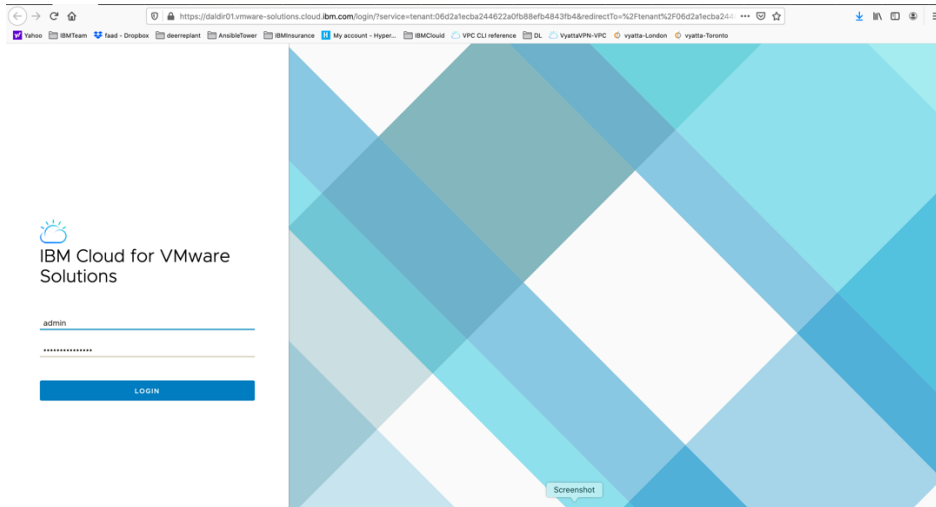 https://daldir01.vmware-solutions.cloud.ibm.com/login/?service=tenant:06d2a1ecba244622a0fb88efb4843fb4&redirectTo=%2Ftenant%2F06d2a1ecba244
Yahoo IBMTeam faad - Dropbox deerreplant AnsibleTower IBMInsurance My account - Hyper... IBMClouid VPC CLI reference DL VyattaVPN-VPC vyatta-London vyatta-Toronto
IBM Cloud for VMware
Solutions
admin
•••••••••••••••
LOGIN
Screenshot